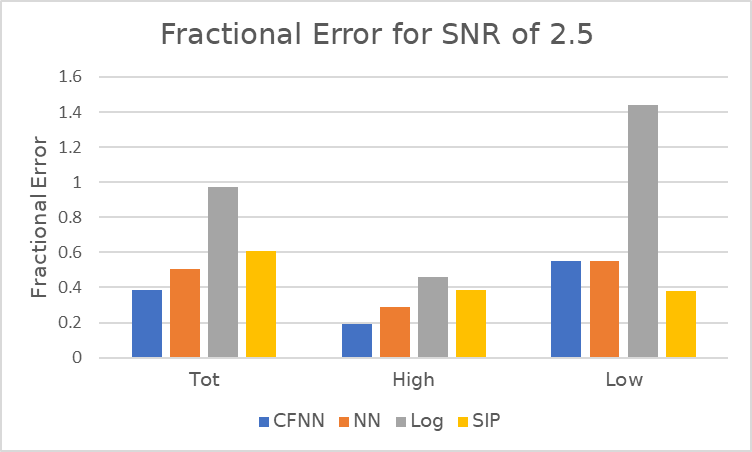 Fractional Error for SNR of 2.5
Fractional Error
1.6
1.4
1.2
1
0.8
0.6
0.4
0.2
0
Tot High Low
CFNN NN Log SIP